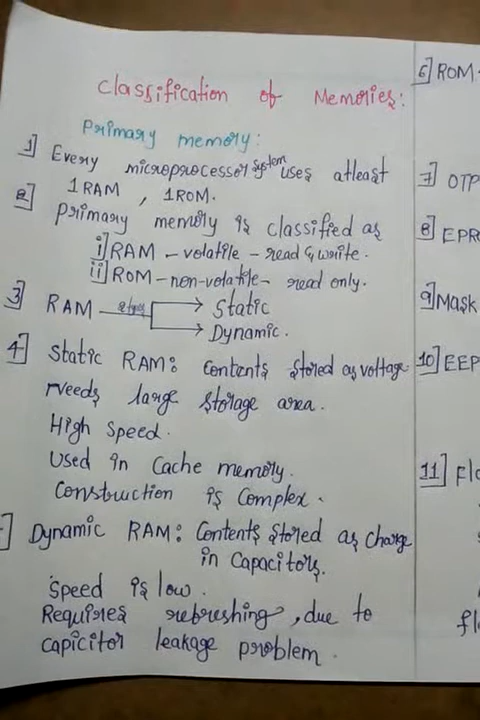 Classification of Memories:
Primary memory:
1] Every microprocessor system uses atleast
1RAM , 1ROM.
2] primary memory is classified as
i] RAM - volatile - read & write.
ii] ROM - non-volatile - read only.
3] RAM 2 types Static
Dynamic.
4] Static RAM: Contents stored as voltage
Needs large storage area.
High Speed.
Used in Cache memory.
Construction is Complex.
Dynamic RAM: Contents stored as charge
in Capacitors.
Speed is low.
Requires refreshing, due to
capicitor leakage problem.
6] ROM
7] OTP
8] EPR
9] Mask
10] EEP
11] Fl
fl